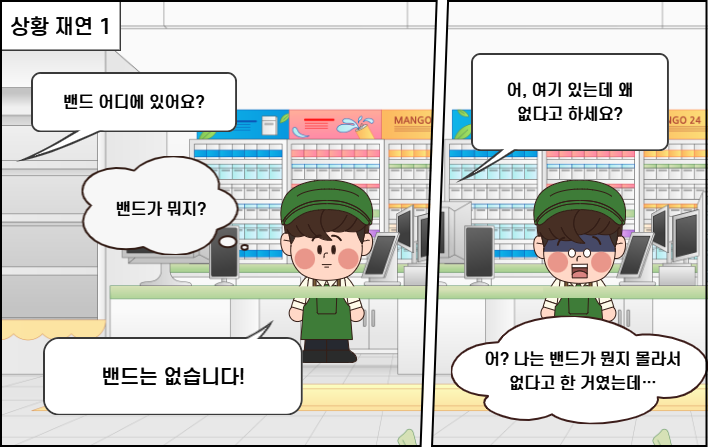 상황 재연 1
밴드 어디에 있어요?
밴드가 뭐지?
밴드는 없습니다!
MANGO
어, 여기 있는데 왜
없다고 하세요?
NGO 24
어? 나는 밴드가 뭔지 몰라서
없다고 한 거였는데…